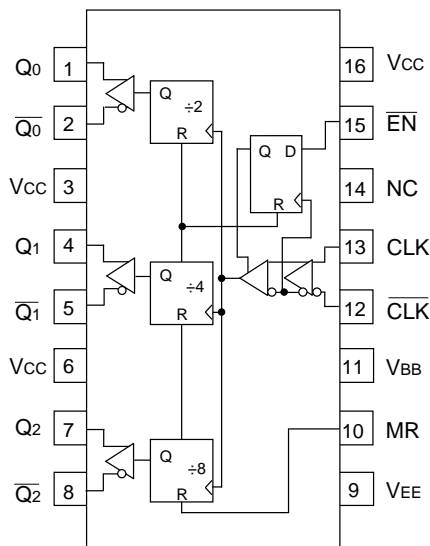 Q0 1
Q0 2
VCC 3
Q1 4
Q1 5
VCC 6
Q2 7
Q2 8
Q ÷2
R
Q ÷4
R
Q ÷8
R
Q D
R
16 VCC
15 EN
14 NC
13 CLK
12 CLK
11 VBB
10 MR
9 VEE